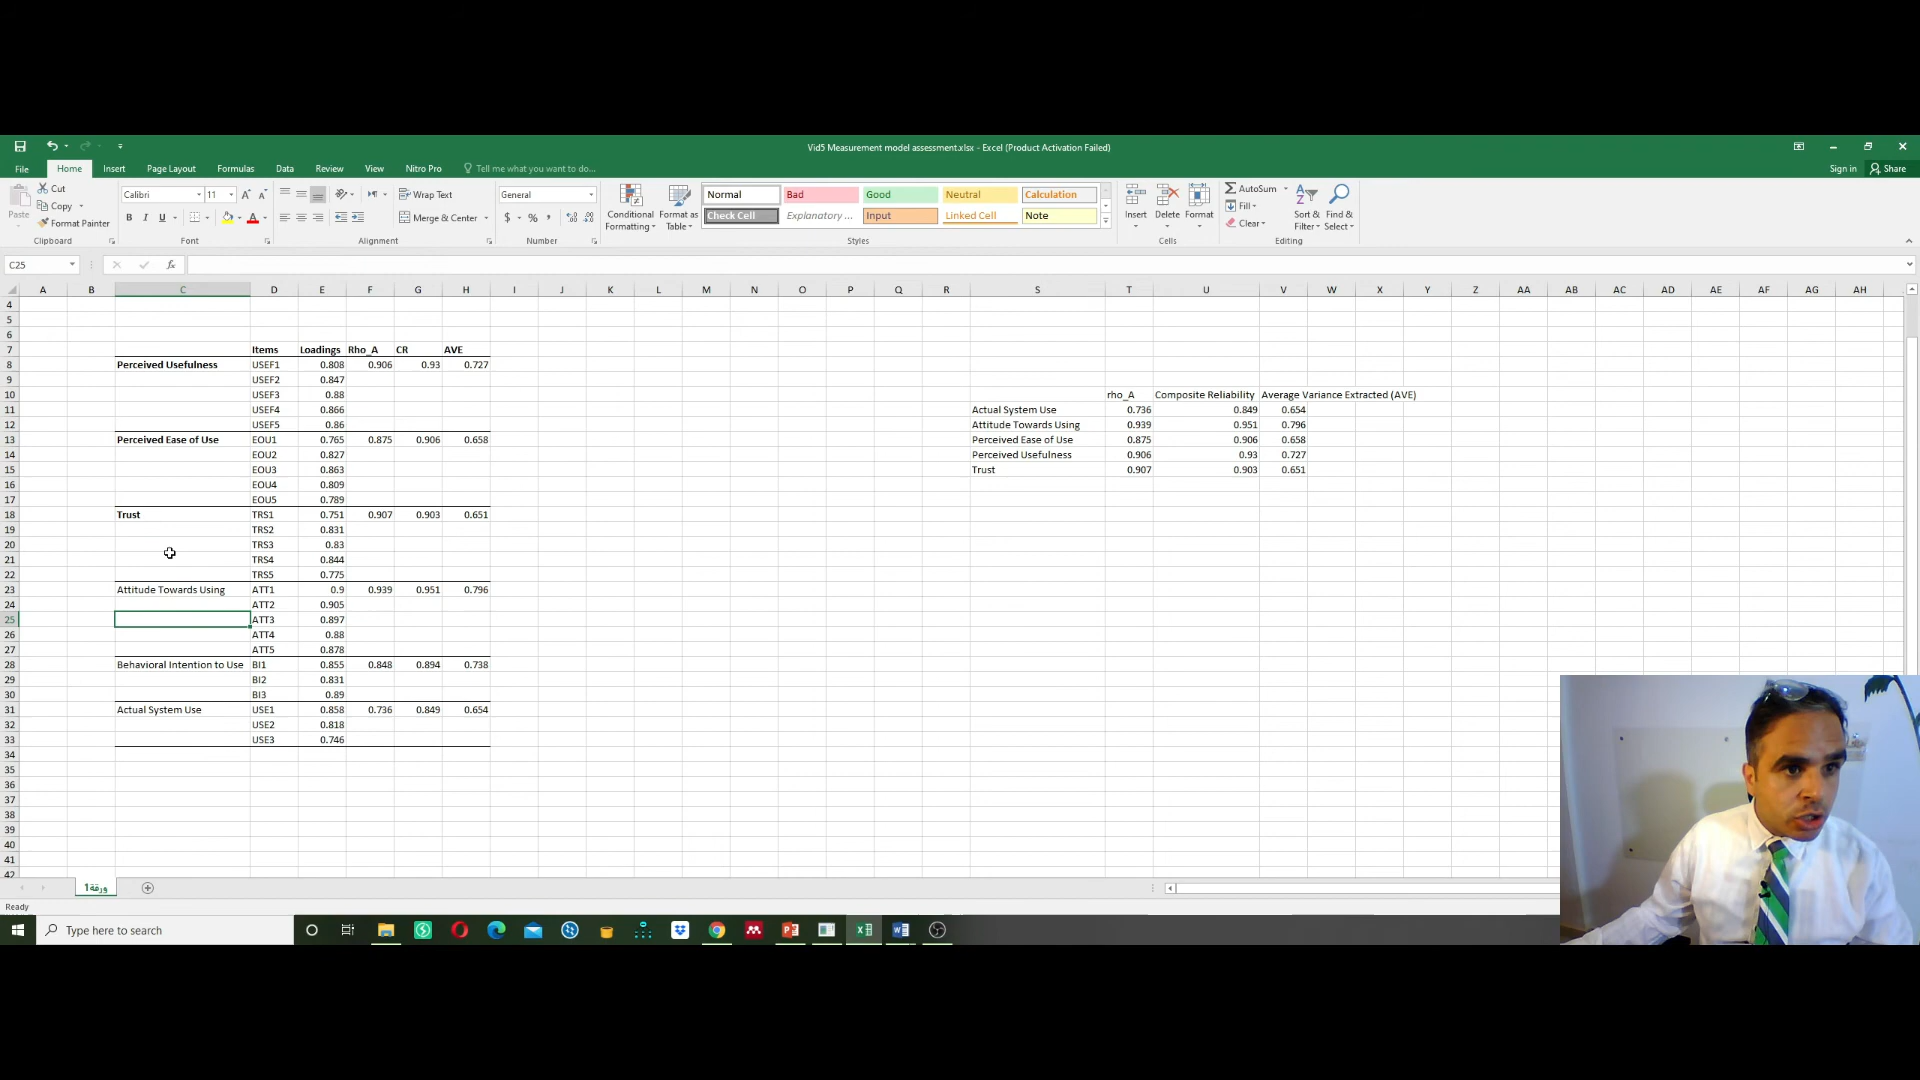 Vid5 Measurement model assessment.xlsx - Excel (Product Activation Failed)
File Home Insert Page Layout Formulas Data Review View Nitro Pro Tell me what you want to do... Sign in Share
Paste Cut Copy Format Painter
Calibri 11 B I U
Wrap Text Merge & Center
General $ %
Conditional Formatting Format as Table
Normal Bad Good Neutral Calculation
Check Cell Explanatory ... Input Linked Cell Note
Insert Delete Format
AutoSum Fill Clear Sort & Filter Find & Select
Clipboard Font Alignment Number Styles Cells Editing
C25 fx
A B C D E F G H I J K L M N O P Q R S T U V W X Y Z AA AB AC AD AE AF AG AH
4
5
6
7 Items Loadings Rho_A CR AVE
8 Perceived Usefulness USEF1 0.808 0.906 0.93 0.727
9 USEF2 0.847
10 USEF3 0.88 rho_A Composite Reliability Average Variance Extracted (AVE)
11 USEF4 0.866 Actual System Use 0.736 0.849 0.654
12 USEF5 0.86 Attitude Towards Using 0.939 0.951 0.796
13 Perceived Ease of Use EOU1 0.765 0.875 0.906 0.658 Perceived Ease of Use 0.875 0.906 0.658
14 EOU2 0.827 Perceived Usefulness 0.906 0.93 0.727
15 EOU3 0.863 Trust 0.907 0.903 0.651
16 EOU4 0.809
17 EOU5 0.789
18 Trust TRS1 0.751 0.907 0.903 0.651
19 TRS2 0.831
20 TRS3 0.83
21 TRS4 0.844
22 TRS5 0.775
23 Attitude Towards Using ATT1 0.9 0.939 0.951 0.796
24 ATT2 0.905
25 ATT3 0.897
26 ATT4 0.88
27 ATT5 0.878
28 Behavioral Intention to Use BI1 0.855 0.848 0.894 0.738
29 BI2 0.831
30 BI3 0.89
31 Actual System Use USE1 0.858 0.736 0.849 0.654
32 USE2 0.818
33 USE3 0.746
34
35
36
37
38
39
40
41
42
ورقة1
Ready
Type here to search